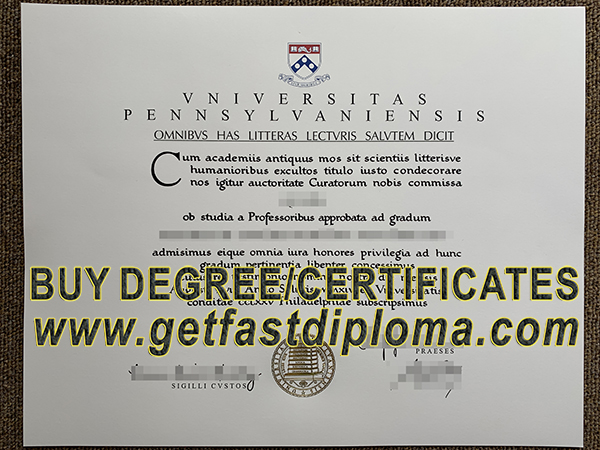 VNIVERSITAS
PENNSYLVANIENSIS
OMNIBVS HAS LITTERAS LECTVRIS SALVTEM DICIT
Cum academiis antiquus mos sit scientiis litterisve
humanioribus excultos titulo iusto condecorare
nos igitur auctoritate Curatorum nobis commissa
ob studia a Professoribus approbata ad gradum
admisimus eique omnia iura honores privilegia ad hunc
gradum pertinentia libenter concessimus
BUY DEGREE/CERTIFICATES
conditae CCLXXV Philadelphiae subscripsimus
www.getfastdiploma.com
PRAESES
SIGILLI CVSTOS